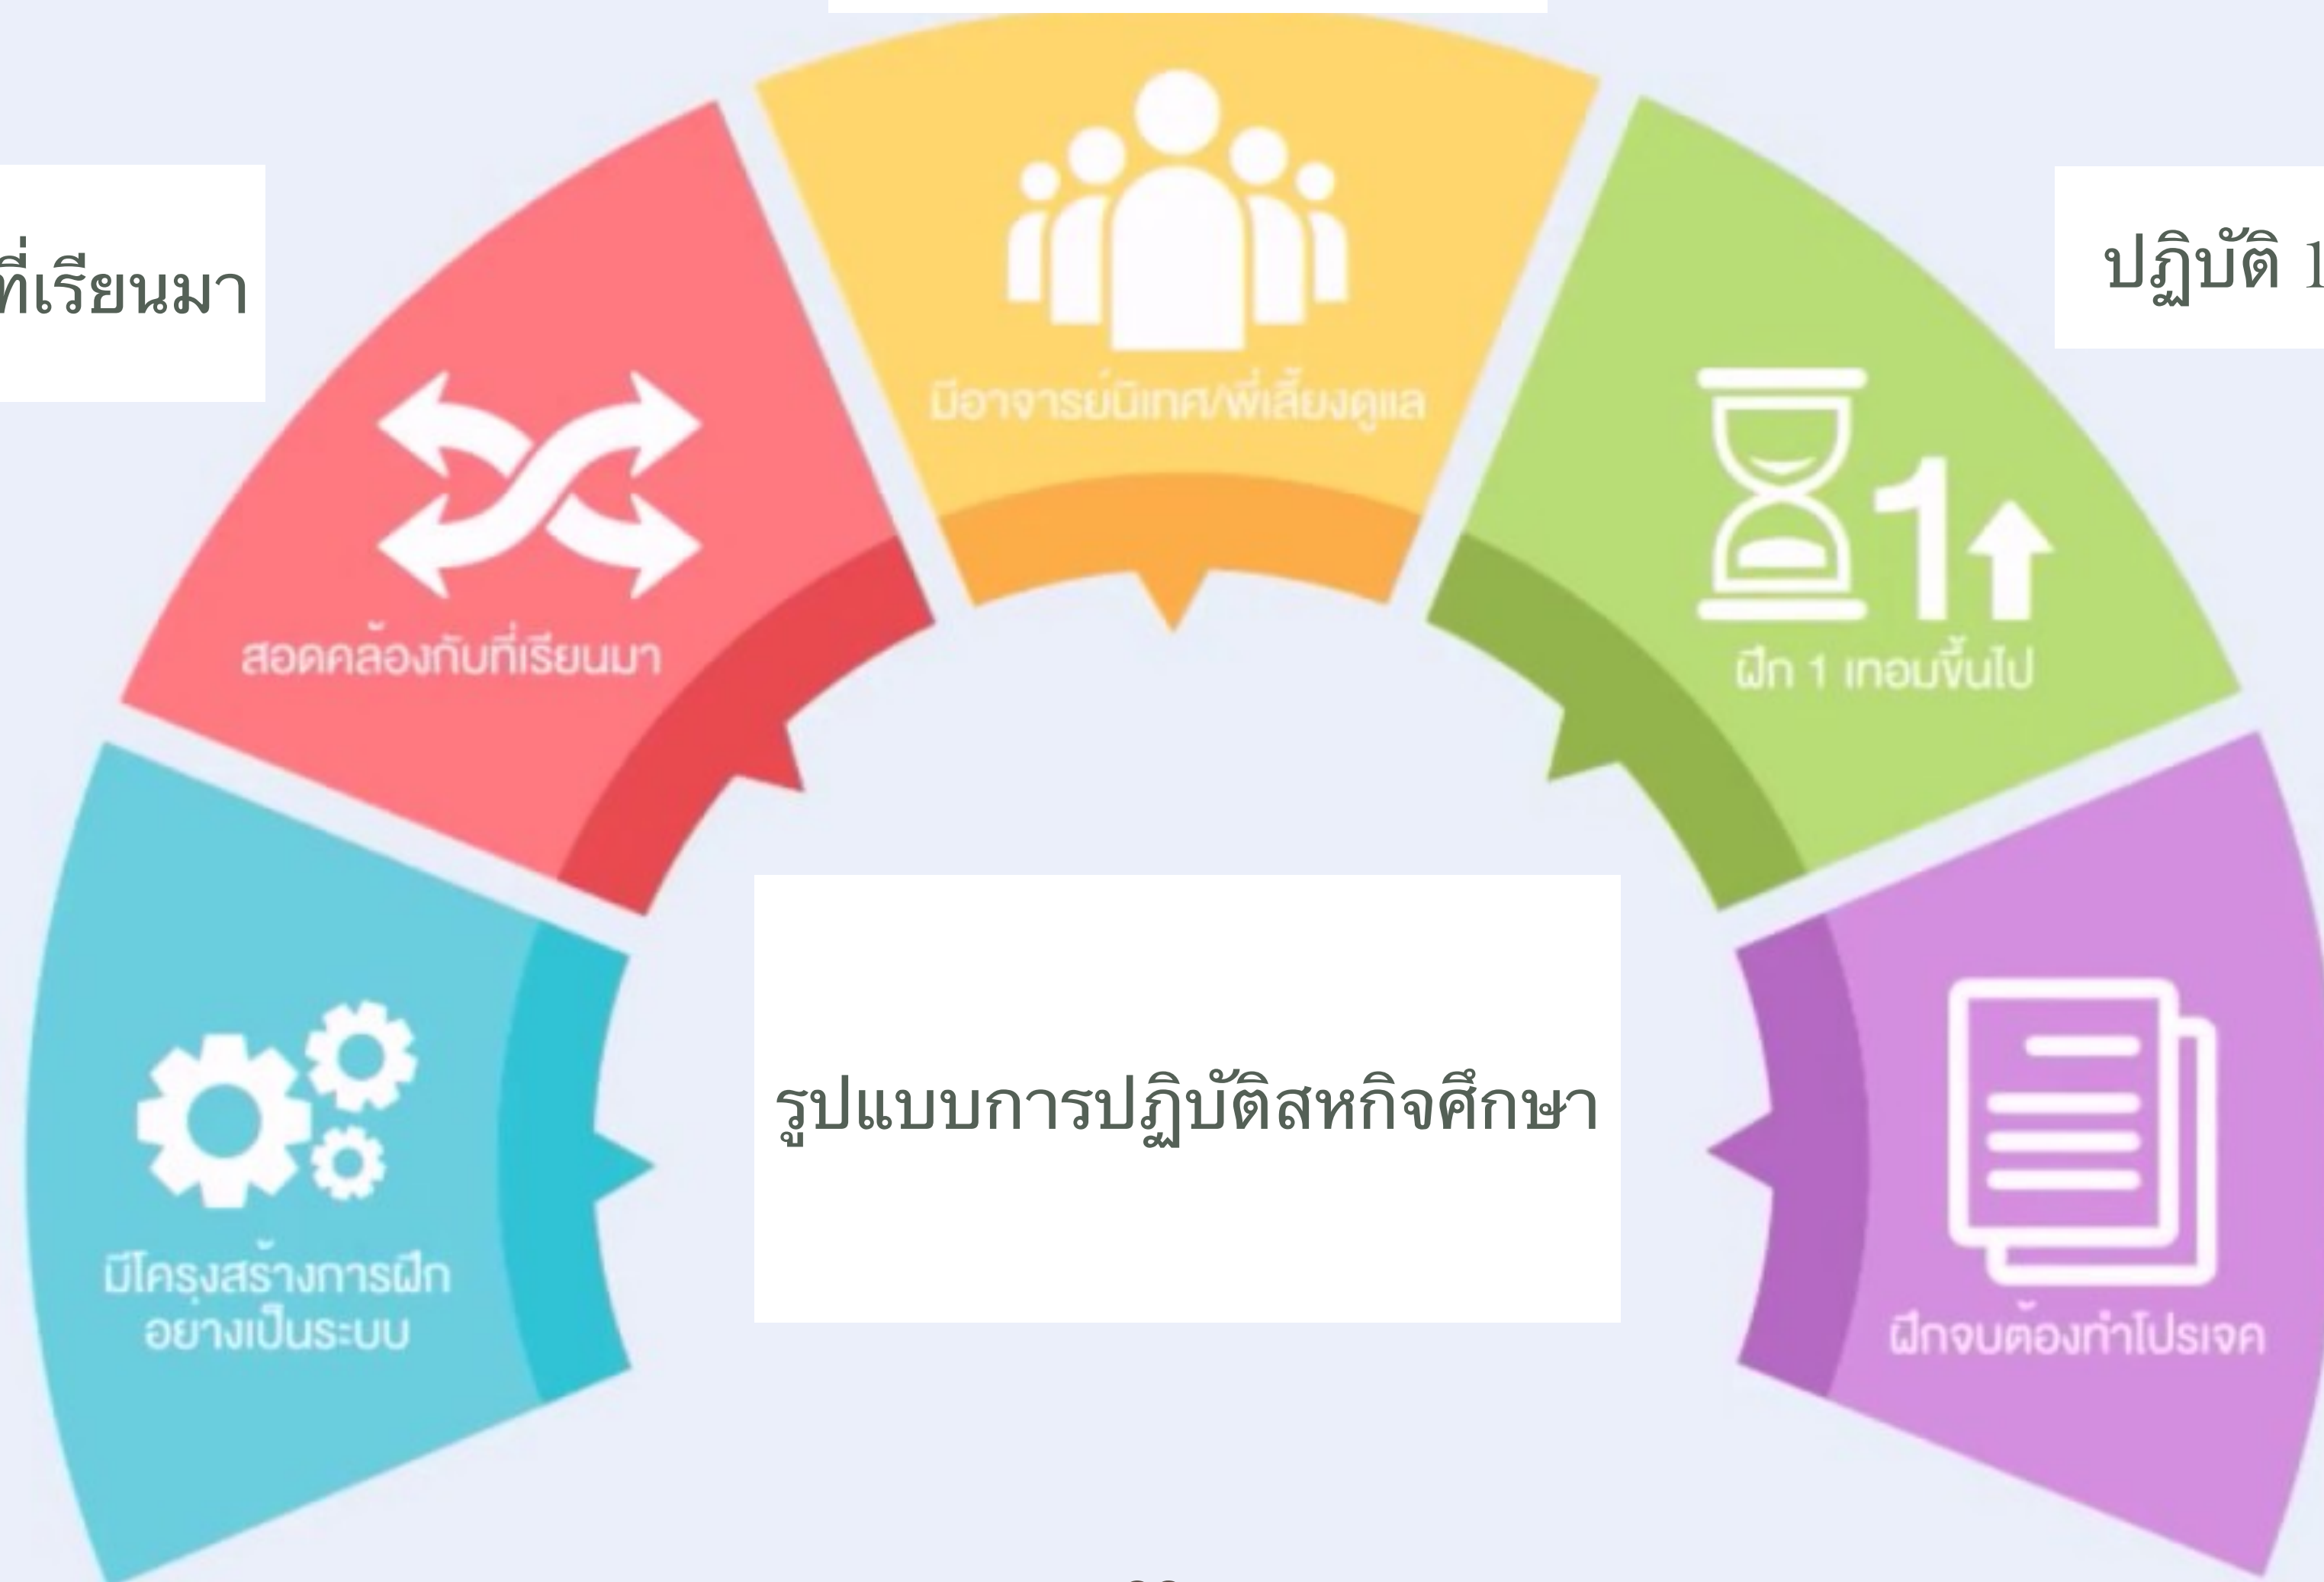 ที่เรียนมา
ปฏิบัติ 1
มีอาจารย์นิเทศ/พี่เลี้ยงดูแล
สอดคล้องกับที่เรียนมา
ฝึก 1 เทอมขึ้นไป
1
รูปแบบการปฏิบัติสหกิจศึกษา
มีโครงสร้างการฝึก
อย่างเป็นระบบ
ฝึกจบต้องทำโปรเจค